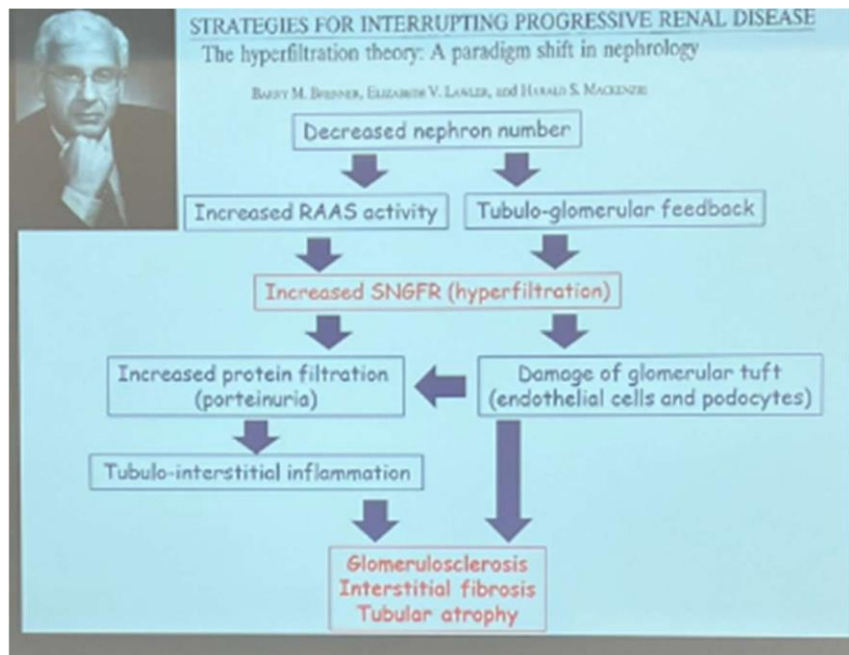 STRATEGIES FOR INTERRUPTING PROGRESSIVE RENAL DISEASE
The hyperfiltration theory: A paradigm shift in nephrology
BARRY M. BRENNER, ELIZABETH V. LAWLER, and HARALD S. MACKENZIE
Decreased nephron number
Increased RAAS activity
Tubulo-glomerular feedback
Increased SNGFR (hyperfiltration)
Increased protein filtration
(porteinuria)
Damage of glomerular tuft
(endothelial cells and podocytes)
Tubulo-interstitial inflammation
Glomerulosclerosis
Interstitial fibrosis
Tubular atrophy